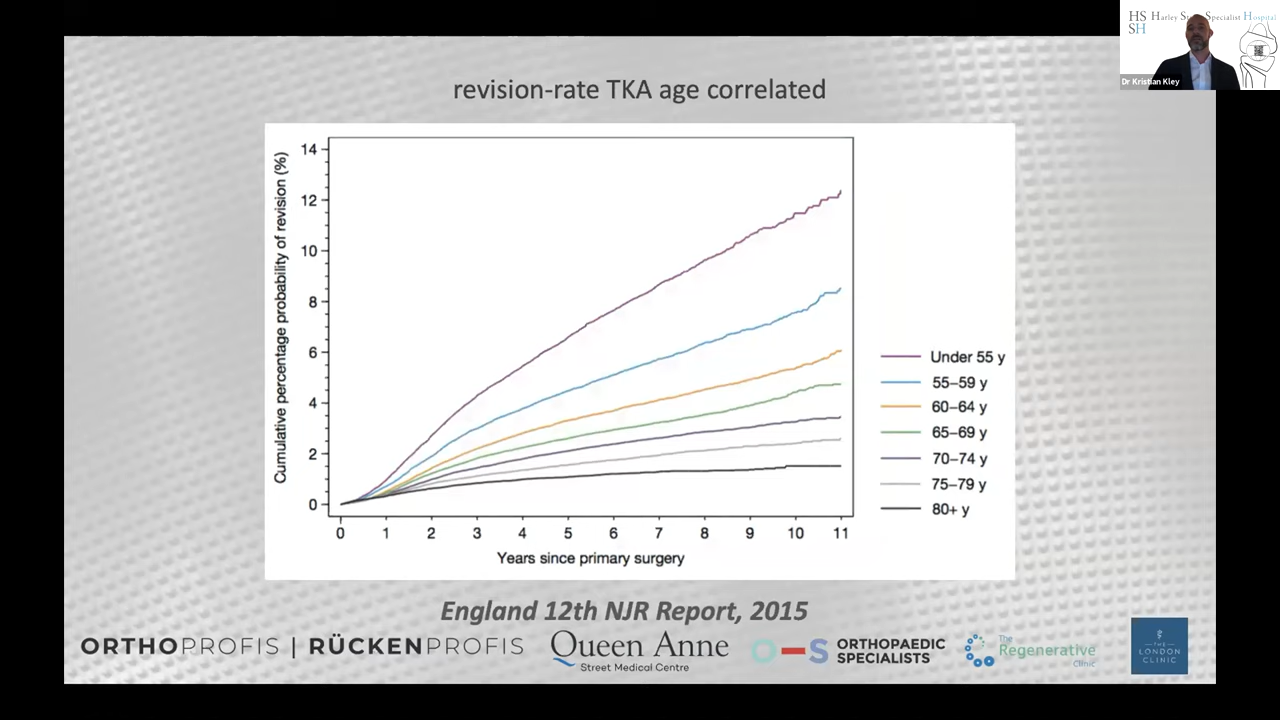 HS Harley Specialist Hospital
SH
Dr Kristian Kley
revision-rate TKA age correlated
Cumulative percentage probability of revision (%)
14
12
10
8
6
4
2
0
0 1 2 3 4 5 6 7 8 9 10 11
Years since primary surgery
Under 55 y
55–59 y
60–64 y
65–69 y
70–74 y
75–79 y
80+ y
England 12th NJR Report, 2015
ORTHOPROFIS | RÜCKENPROFIS
Queen Anne
Street Medical Centre
O–S ORTHOPAEDIC
SPECIALISTS
The
Regenerative
Clinic
THE
LONDON
CLINIC